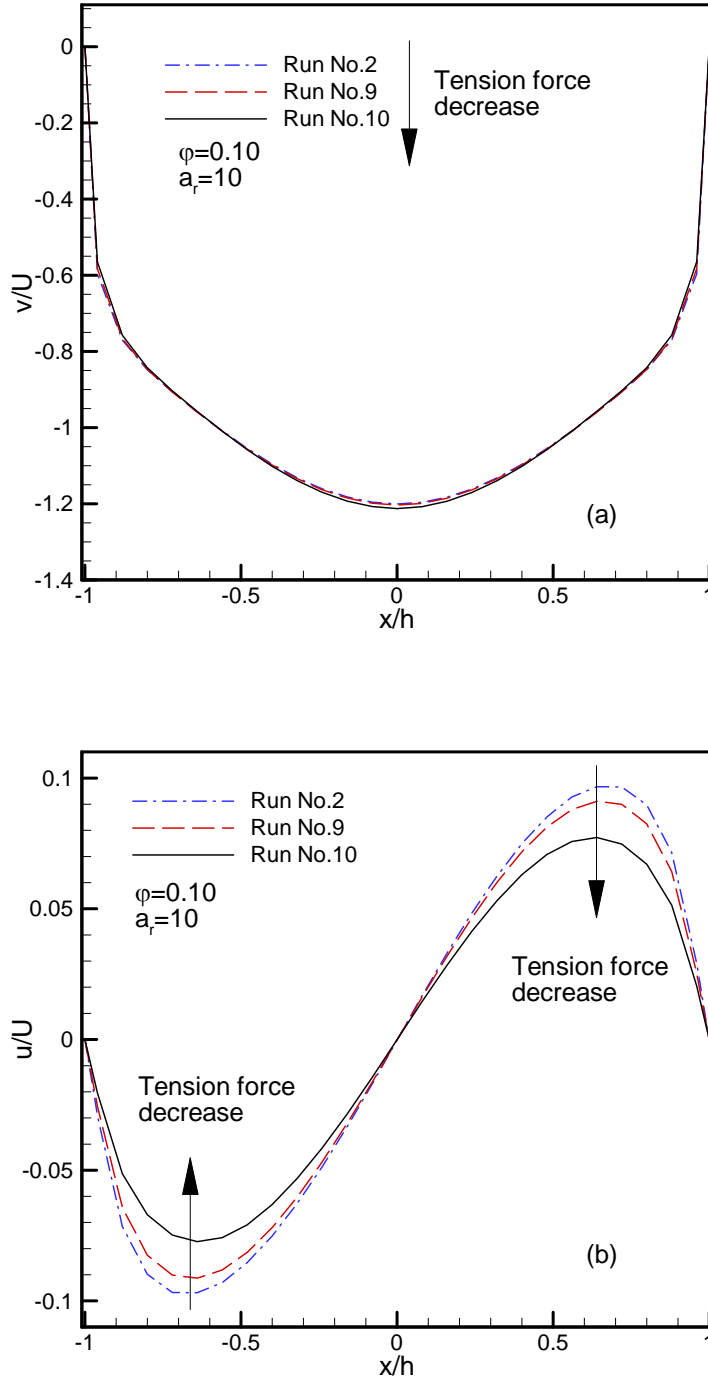 0
-0.2
-0.4
-0.6
-0.8
-1
-1.2
-1.4
v/U
Run No.2
Run No.9
Run No.10
φ=0.10
a_r=10
Tension force
decrease
(a)
-1
-0.5
0
0.5
1
x/h
0.1
0.05
0
-0.05
-0.1
u/U
Run No.2
Run No.9
Run No.10
φ=0.10
a_r=10
Tension force
decrease
Tension force
decrease
(b)
-1
-0.5
0
0.5
1
x/h